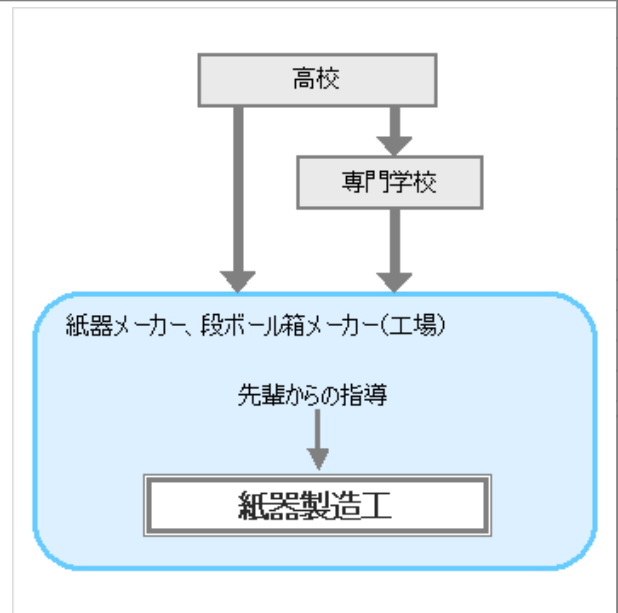 高校
専門学校
紙器メーカー、段ボール箱メーカー(工場)
先輩からの指導
紙器製造工